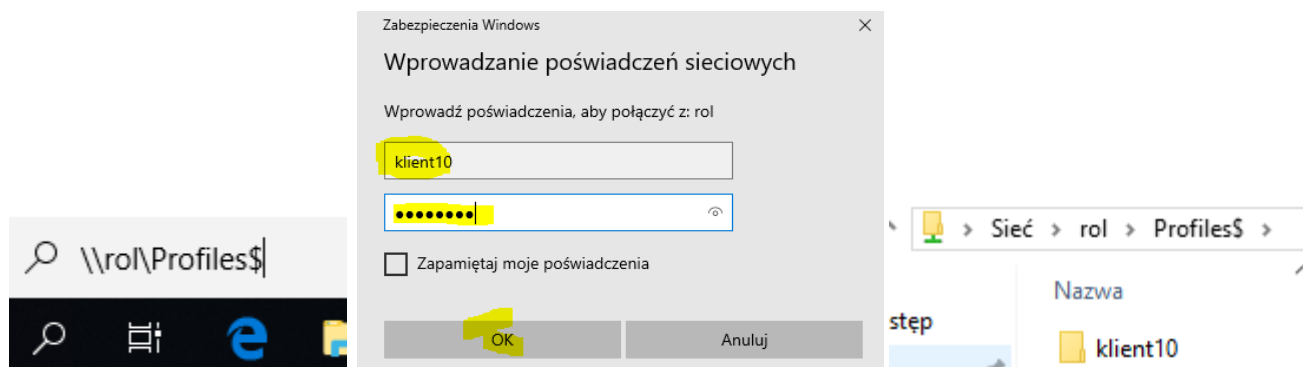 \\rol\Profiles$
Zabezpieczenia Windows
Wprowadzanie poświadczeń sieciowych
Wprowadź poświadczenia, aby połączyć z: rol
klient10
●●●●●●●●
Zapamiętaj moje poświadczenia
OK
Anuluj
Sieć > rol > Profiles$ >
stęp
Nazwa
klient10